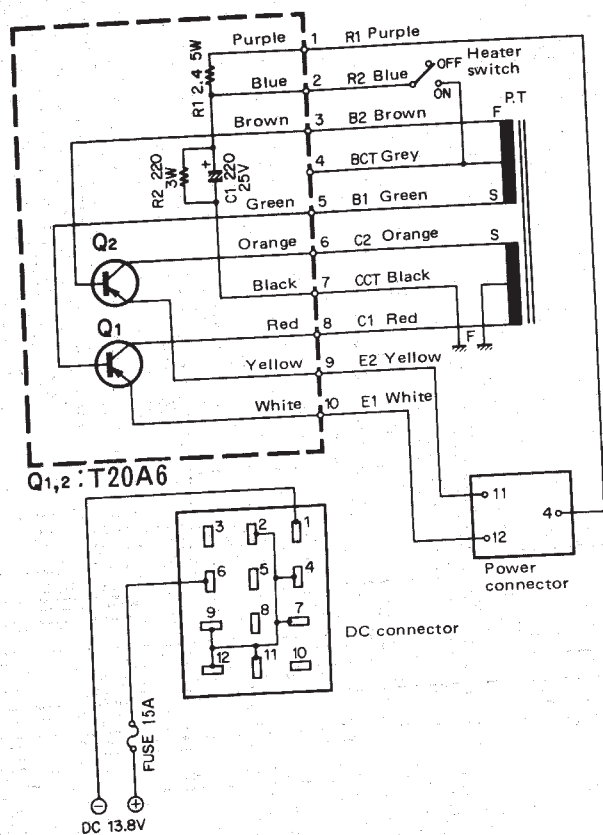 Purple 1 R1 Purple
R1 2.4 5W
Blue 2 R2 Blue
OFF Heater
switch
ON
P.T
Brown 3 B2 Brown F
4 BCT Grey
R2 220
3W
+
C1 220
25V
Green 5 B1 Green S
Q2
Orange 6 C2 Orange S
Black 7 CCT Black
Q1
Red 8 C1 Red F
Yellow 9 E2 Yellow
White 10 E1 White
Q1,2 : T20A6
11
4
12
Power
connector
3 2 1
6 5 4
9 8 7
12 11 10
DC connector
FUSE 15A
− +
DC 13.8V